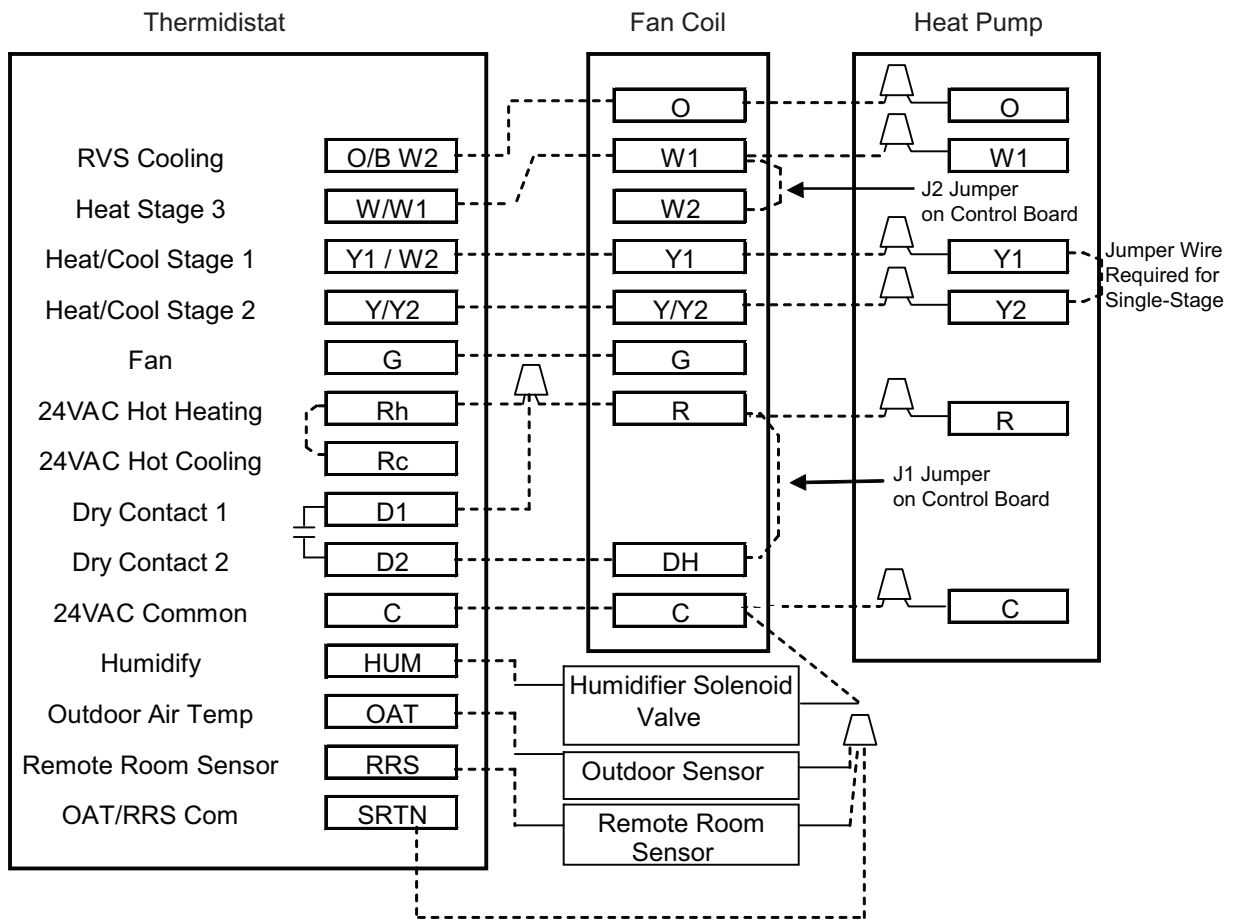 Thermidistat
Fan Coil
Heat Pump
O
O
RVS Cooling
O/B W2
W1
W1
J2 Jumper
on Control Board
Heat Stage 3
W/W1
W2
Heat/Cool Stage 1
Y1 / W2
Y1
Y1
Jumper Wire
Required for
Single-Stage
Heat/Cool Stage 2
Y/Y2
Y/Y2
Y2
Fan
G
G
24VAC Hot Heating
Rh
R
R
24VAC Hot Cooling
Rc
J1 Jumper
on Control Board
Dry Contact 1
D1
Dry Contact 2
D2
DH
24VAC Common
C
C
C
Humidify
HUM
Humidifier Solenoid
Valve
Outdoor Air Temp
OAT
Outdoor Sensor
Remote Room Sensor
RRS
Remote Room
Sensor
OAT/RRS Com
SRTN